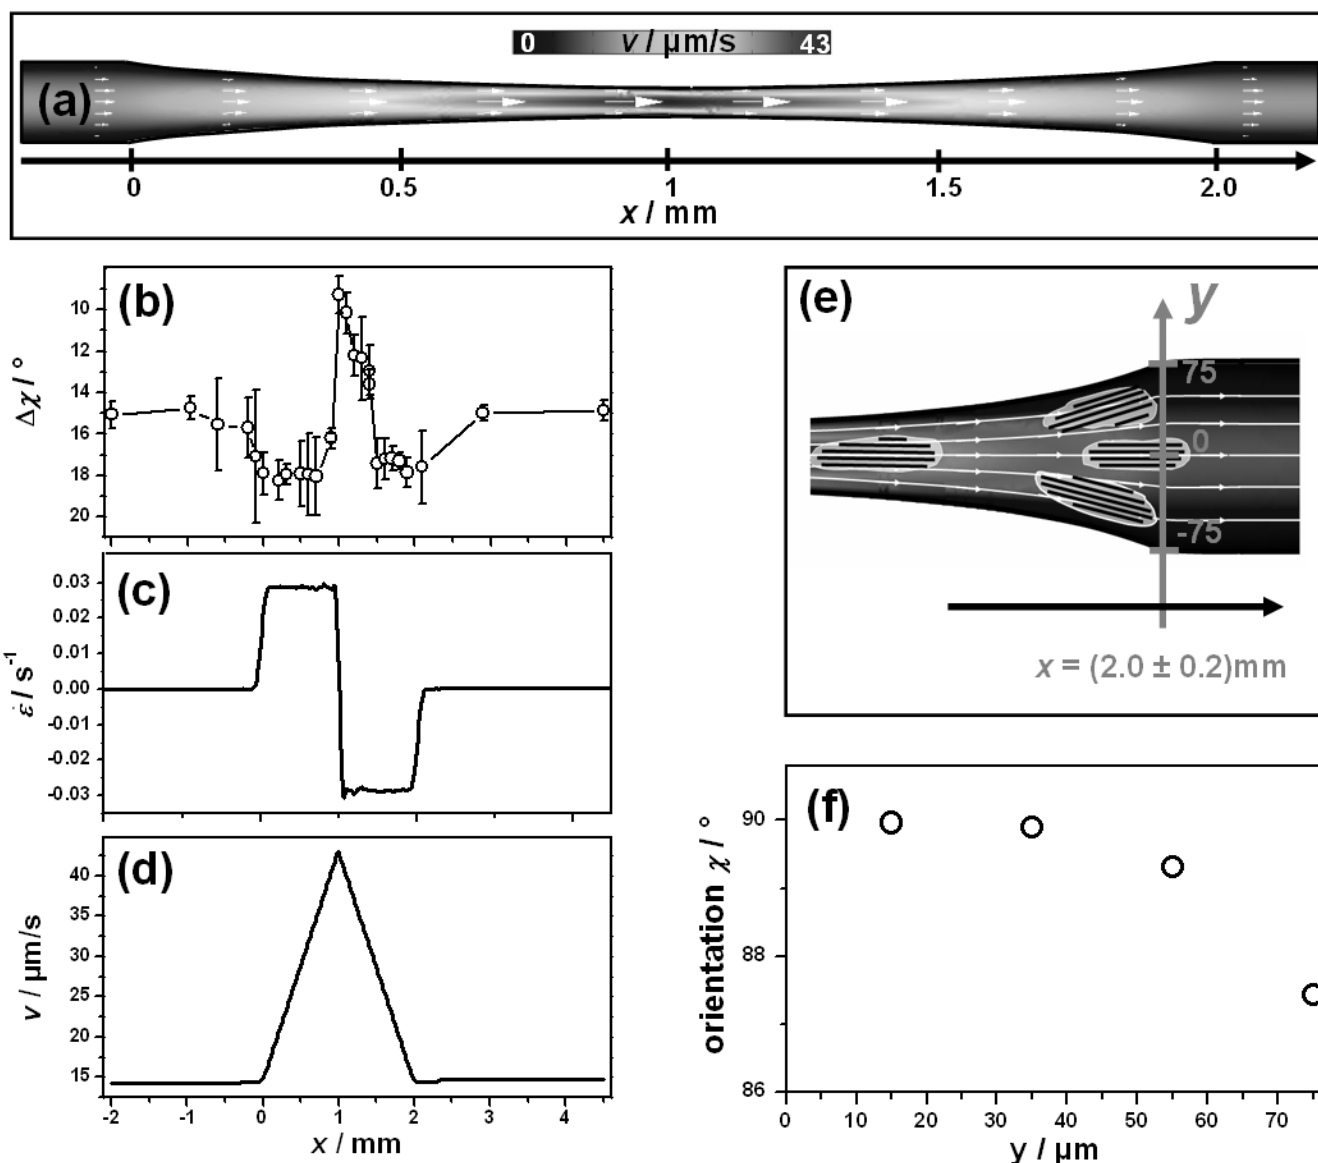 0 v / μm/s 43
(a)
0 0.5 1 1.5 2.0
x / mm
(b)
10
12
14
16
18
20
Δχ / °
(c)
0.03
0.02
0.01
0.00
-0.01
-0.02
-0.03
ε̇ / s⁻¹
(d)
40
35
30
25
20
15
v / μm/s
-2 -1 0 1 2 3 4
x / mm
(e)
y
75
0
-75
x = (2.0 ± 0.2)mm
(f)
90
88
86
orientation χ / °
0 10 20 30 40 50 60 70
y / μm